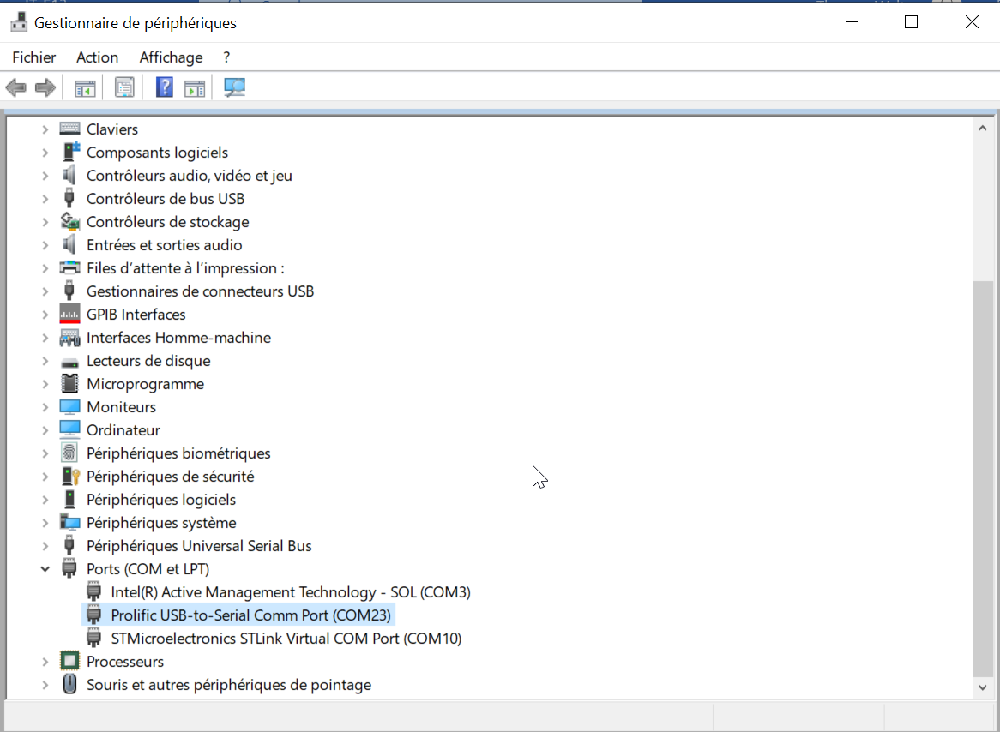 Gestionnaire de périphériques
Fichier Action Affichage ?
Claviers
Composants logiciels
Contrôleurs audio, vidéo et jeu
Contrôleurs de bus USB
Contrôleurs de stockage
Entrées et sorties audio
Files d’attente à l’impression :
Gestionnaires de connecteurs USB
GPIB Interfaces
Interfaces Homme-machine
Lecteurs de disque
Microprogramme
Moniteurs
Ordinateur
Périphériques biométriques
Périphériques de sécurité
Périphériques logiciels
Périphériques système
Périphériques Universal Serial Bus
Ports (COM et LPT)
Intel(R) Active Management Technology - SOL (COM3)
Prolific USB-to-Serial Comm Port (COM23)
STMicroelectronics STLink Virtual COM Port (COM10)
Processeurs
Souris et autres périphériques de pointage